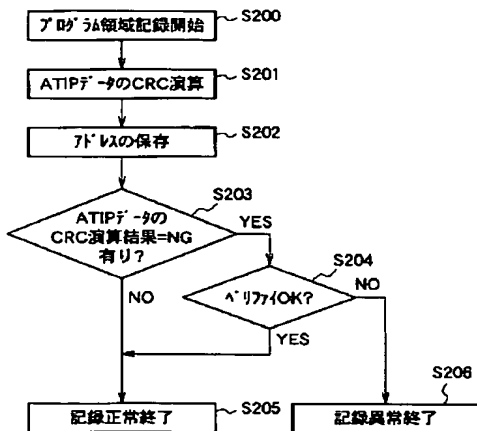 プログラム領域記録開始
S200
ATIPデータのCRC演算
S201
アドレスの保存
S202
S203
ATIPデータの
CRC演算結果=NG
有り?
YES
S204
NO
ベリファイOK?
NO
YES
S206
記録正常終了
S205
記録異常終了